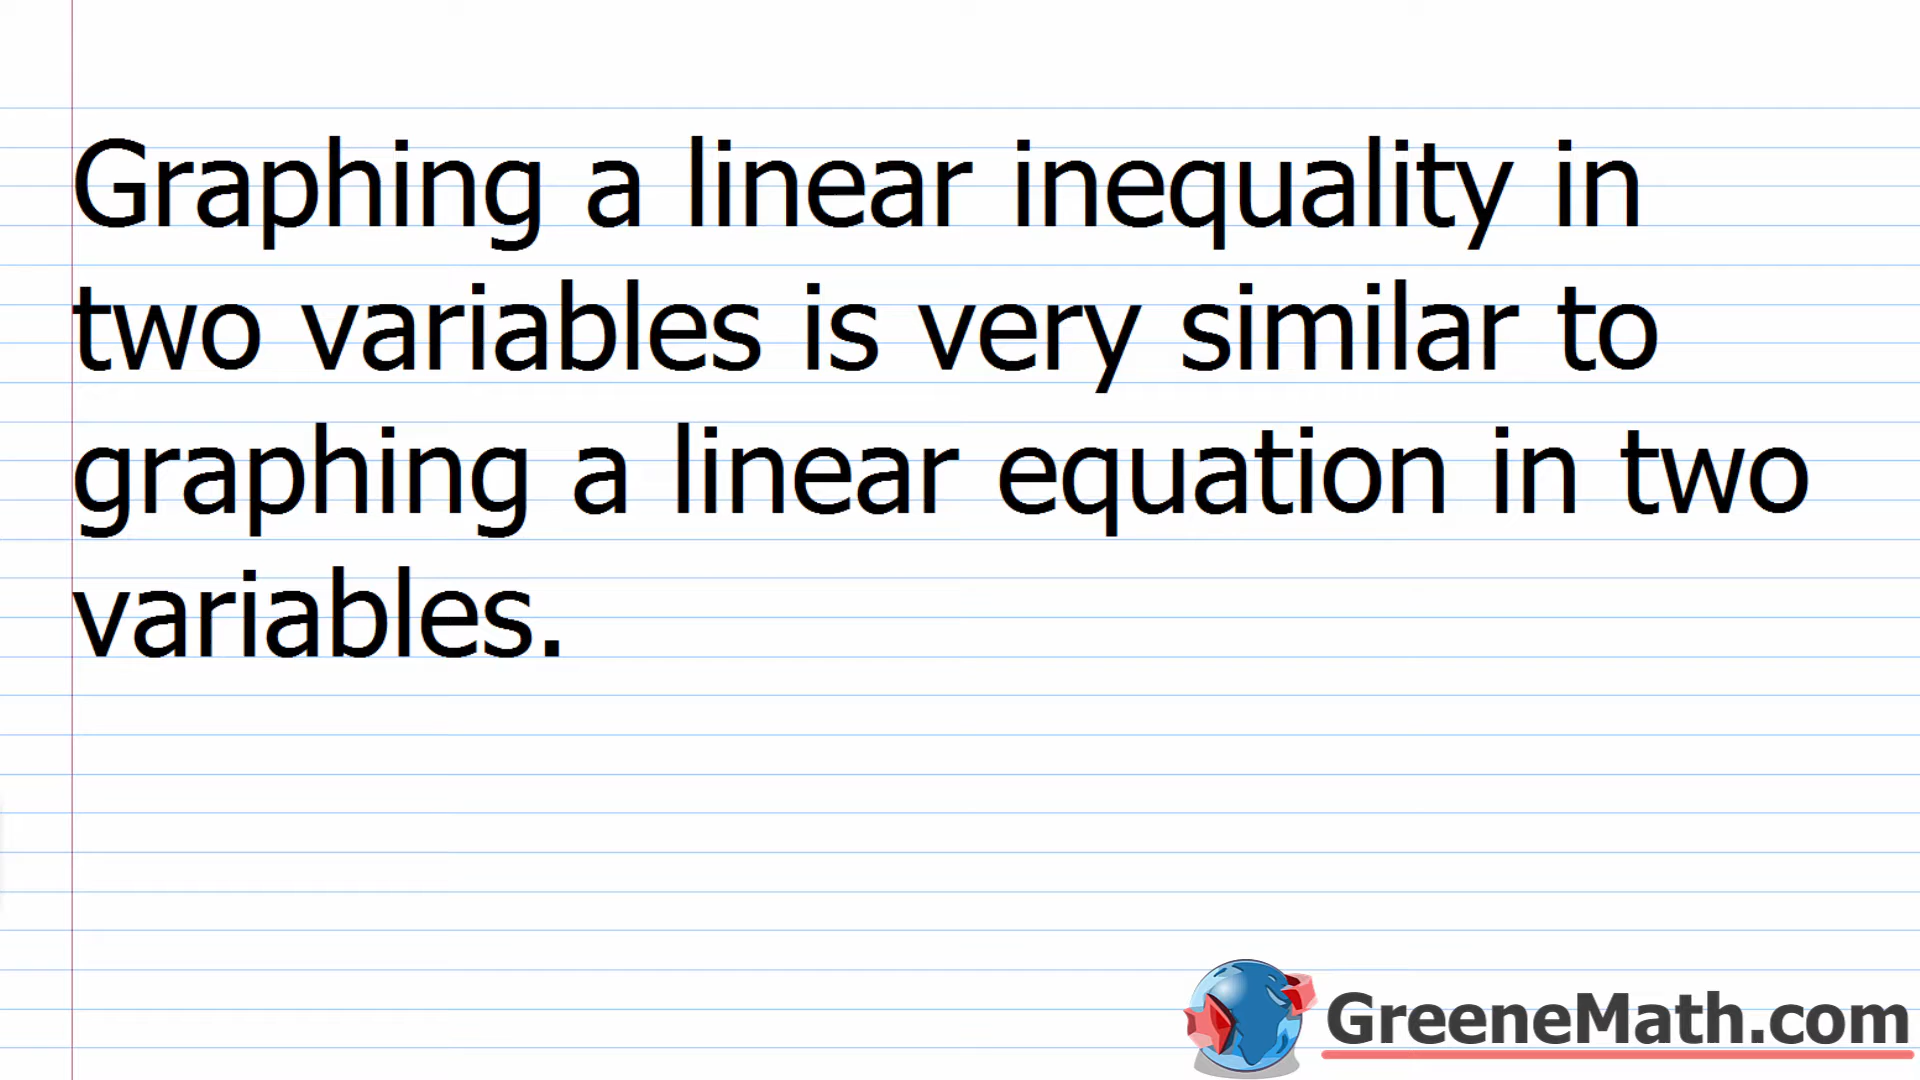 Graphing a linear inequality in
two variables is very similar to
graphing a linear equation in two
variables.
GreeneMath.com